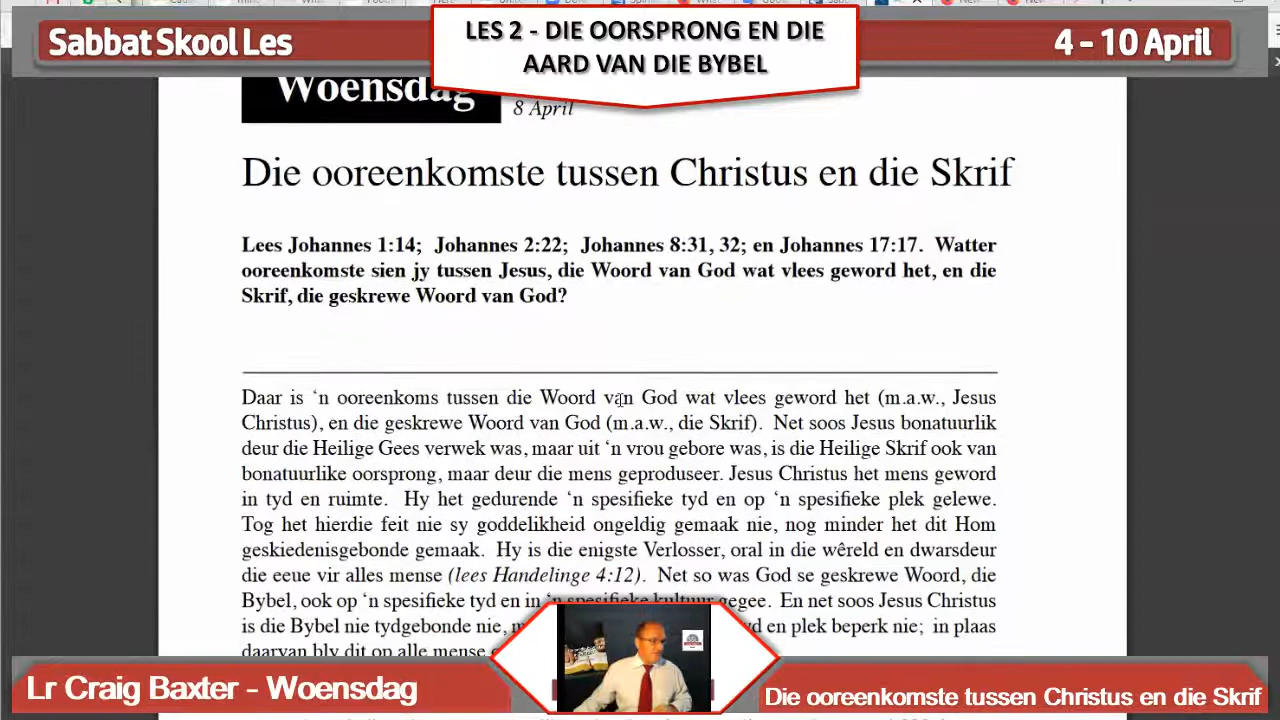 Sabbat Skool Les
LES 2 - DIE OORSPRONG EN DIE
AARD VAN DIE BYBEL
4 - 10 April
Woensdag
8 April
Die ooreenkomste tussen Christus en die Skrif
Lees Johannes 1:14; Johannes 2:22; Johannes 8:31, 32; en Johannes 17:17. Watter
ooreenkomste sien jy tussen Jesus, die Woord van God wat vlees geword het, en die
Skrif, die geskrewe Woord van God?
Daar is ‘n ooreenkoms tussen die Woord van God wat vlees geword het (m.a.w., Jesus
Christus), en die geskrewe Woord van God (m.a.w., die Skrif). Net soos Jesus bonatuurlik
deur die Heilige Gees verwek was, maar uit ‘n vrou gebore was, is die Heilige Skrif ook van
bonatuurlike oorsprong, maar deur die mens geproduseer. Jesus Christus het mens geword
in tyd en ruimte. Hy het gedurende ‘n spesifieke tyd en op ‘n spesifieke plek gelewe.
Tog het hierdie feit nie sy goddelikheid ongeldig gemaak nie, nog minder het dit Hom
geskiedenisgebonde gemaak. Hy is die enigste Verlosser, oral in die wêreld en dwarsdeur
die eeue vir alles mense (lees Handelinge 4:12). Net so was God se geskrewe Woord, die
Bybel, ook op ‘n spesifieke tyd en in ‘n spesifieke kultuur gegee. En net soos Jesus Christus
is die Bybel nie tydgebonde nie, en plek beperk nie; in plaas
daarvan bly dit op alle mense
Lr Craig Baxter - Woensdag
Die ooreenkomste tussen Christus en die Skrif